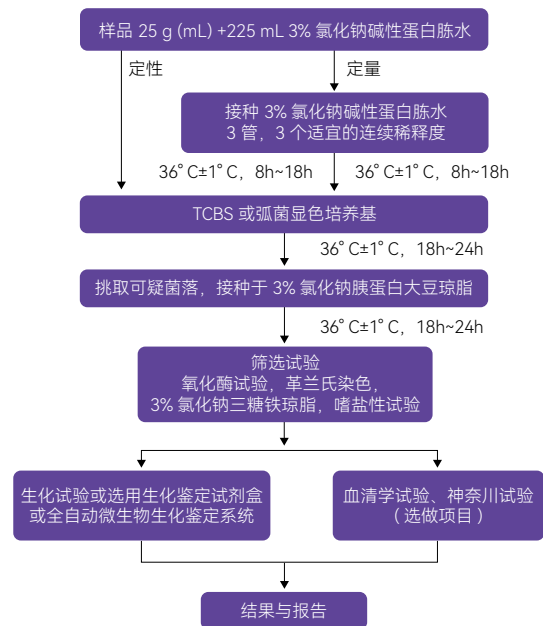 样品 25 g (mL) +225 mL 3% 氯化钠碱性蛋白胨水
定性
定量
接种 3% 氯化钠碱性蛋白胨水
3 管，3 个适宜的连续稀释度
36°C±1°C，8h~18h
36°C±1°C，8h~18h
TCBS 或弧菌显色培养基
36°C±1°C，18h~24h
挑取可疑菌落，接种于 3% 氯化钠胰蛋白大豆琼脂
36°C±1°C，18h~24h
筛选试验
氧化酶试验，革兰氏染色，
3% 氯化钠三糖铁琼脂，嗜盐性试验
生化试验或选用生化鉴定试剂盒
或全自动微生物生化鉴定系统
血清学试验、神奈川试验
（选做项目）
结果与报告